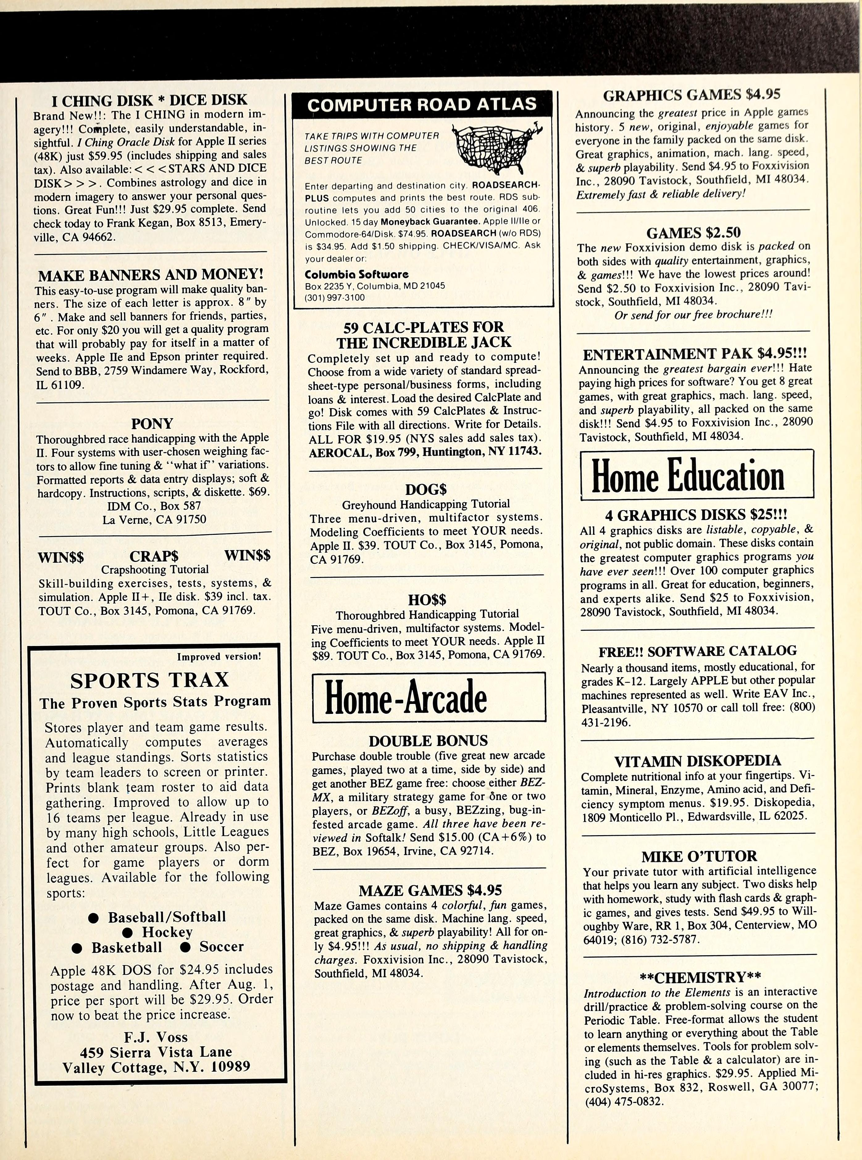 I CHING DISK * DICE DISK
Brand New!!: The I CHING in modern im-
agery!!! Complete, easily understandable, in-
sightful. I Ching Oracle Disk for Apple II series
(48K) just $59.95 (includes shipping and sales
tax). Also available: < < <STARS AND DICE
DISK> > >. Combines astrology and dice in
modern imagery to answer your personal ques-
tions. Great Fun!!! Just $29.95 complete. Send
check today to Frank Kegan, Box 8513, Emery-
ville, CA 94662.
MAKE BANNERS AND MONEY!
This easy-to-use program will make quality ban-
ners. The size of each letter is approx. 8" by
6". Make and sell banners for friends, parties,
etc. For only $20 you will get a quality program
that will probably pay for itself in a matter of
weeks. Apple IIe and Epson printer required.
Send to BBB, 2759 Windamere Way, Rockford,
IL 61109.
PONY
Thoroughbred race handicapping with the Apple
II. Four systems with user-chosen weighing fac-
tors to allow fine tuning & "what if" variations.
Formatted reports & data entry displays; soft &
hardcopy. Instructions, scripts, & diskette. $69.
IDM Co., Box 587
La Verne, CA 91750
WIN$$ CRAP$ WIN$$
Crapshooting Tutorial
Skill-building exercises, tests, systems, &
simulation. Apple II+, IIe disk. $39 incl. tax.
TOUT Co., Box 3145, Pomona, CA 91769.
Improved version!
SPORTS TRAX
The Proven Sports Stats Program
Stores player and team game results.
Automatically computes averages
and league standings. Sorts statistics
by team leaders to screen or printer.
Prints blank team roster to aid data
gathering. Improved to allow up to
16 teams per league. Already in use
by many high schools, Little Leagues
and other amateur groups. Also per-
fect for game players or dorm
leagues. Available for the following
sports:
● Baseball/Softball
● Hockey
● Basketball ● Soccer
Apple 48K DOS for $24.95 includes
postage and handling. After Aug. 1,
price per sport will be $29.95. Order
now to beat the price increase.
F.J. Voss
459 Sierra Vista Lane
Valley Cottage, N.Y. 10989
COMPUTER ROAD ATLAS
TAKE TRIPS WITH COMPUTER
LISTINGS SHOWING THE
BEST ROUTE
Enter departing and destination city. ROADSEARCH-
PLUS computes and prints the best route. RDS sub-
routine lets you add 50 cities to the original 406.
Unlocked. 15 day Moneyback Guarantee. Apple II/IIe or
Commodore-64/Disk. $74.95. ROADSEARCH (w/o RDS)
is $34.95. Add $1.50 shipping. CHECK/VISA/MC. Ask
your dealer or:
Columbia Software
Box 2235 Y, Columbia, MD 21045
(301) 997-3100
59 CALC-PLATES FOR
THE INCREDIBLE JACK
Completely set up and ready to compute!
Choose from a wide variety of standard spread-
sheet-type personal/business forms, including
loans & interest. Load the desired CalcPlate and
go! Disk comes with 59 CalcPlates & Instruc-
tions File with all directions. Write for Details.
ALL FOR $19.95 (NYS sales add sales tax).
AEROCAL, Box 799, Huntington, NY 11743.
DOG$
Greyhound Handicapping Tutorial
Three menu-driven, multifactor systems.
Modeling Coefficients to meet YOUR needs.
Apple II. $39. TOUT Co., Box 3145, Pomona,
CA 91769.
HO$$
Thoroughbred Handicapping Tutorial
Five menu-driven, multifactor systems. Model-
ing Coefficients to meet YOUR needs. Apple II
$89. TOUT Co., Box 3145, Pomona, CA 91769.
Home-Arcade
DOUBLE BONUS
Purchase double trouble (five great new arcade
games, played two at a time, side by side) and
get another BEZ game free: choose either BEZ-
MX, a military strategy game for one or two
players, or BEZoff, a busy, BEZzing, bug-in-
fested arcade game. All three have been re-
viewed in Softalk! Send $15.00 (CA+6%) to
BEZ, Box 19654, Irvine, CA 92714.
MAZE GAMES $4.95
Maze Games contains 4 colorful, fun games,
packed on the same disk. Machine lang. speed,
great graphics, & superb playability! All for on-
ly $4.95!!! As usual, no shipping & handling
charges. Foxxivision Inc., 28090 Tavistock,
Southfield, MI 48034.
GRAPHICS GAMES $4.95
Announcing the greatest price in Apple games
history. 5 new, original, enjoyable games for
everyone in the family packed on the same disk.
Great graphics, animation, mach. lang. speed,
& superb playability. Send $4.95 to Foxxivision
Inc., 28090 Tavistock, Southfield, MI 48034.
Extremely fast & reliable delivery!
GAMES $2.50
The new Foxxivision demo disk is packed on
both sides with quality entertainment, graphics,
& games!!! We have the lowest prices around!
Send $2.50 to Foxxivision Inc., 28090 Tavi-
stock, Southfield, MI 48034.
Or send for our free brochure!!!
ENTERTAINMENT PAK $4.95!!!
Announcing the greatest bargain ever!!! Hate
paying high prices for software? You get 8 great
games, with great graphics, mach. lang. speed,
and superb playability, all packed on the same
disk!!! Send $4.95 to Foxxivision Inc., 28090
Tavistock, Southfield, MI 48034.
Home Education
4 GRAPHICS DISKS $25!!!
All 4 graphics disks are listable, copyable, &
original, not public domain. These disks contain
the greatest computer graphics programs you
have ever seen!!! Over 100 computer graphics
programs in all. Great for education, beginners,
and experts alike. Send $25 to Foxxivision,
28090 Tavistock, Southfield, MI 48034.
FREE!! SOFTWARE CATALOG
Nearly a thousand items, mostly educational, for
grades K-12. Largely APPLE but other popular
machines represented as well. Write EAV Inc.,
Pleasantville, NY 10570 or call toll free: (800)
431-2196.
VITAMIN DISKOPEDIA
Complete nutritional info at your fingertips. Vi-
tamin, Mineral, Enzyme, Amino acid, and Defi-
ciency symptom menus. $19.95. Diskopedia,
1809 Monticello Pl., Edwardsville, IL 62025.
MIKE O'TUTOR
Your private tutor with artificial intelligence
that helps you learn any subject. Two disks help
with homework, study with flash cards & graph-
ic games, and gives tests. Send $49.95 to Will-
oughby Ware, RR 1, Box 304, Centerview, MO
64019; (816) 732-5787.
**CHEMISTRY**
Introduction to the Elements is an interactive
drill/practice & problem-solving course on the
Periodic Table. Free-format allows the student
to learn anything or everything about the Table
or elements themselves. Tools for problem solv-
ing (such as the Table & a calculator) are in-
cluded in hi-res graphics. $29.95. Applied Mi-
croSystems, Box 832, Roswell, GA 30077;
(404) 475-0832.